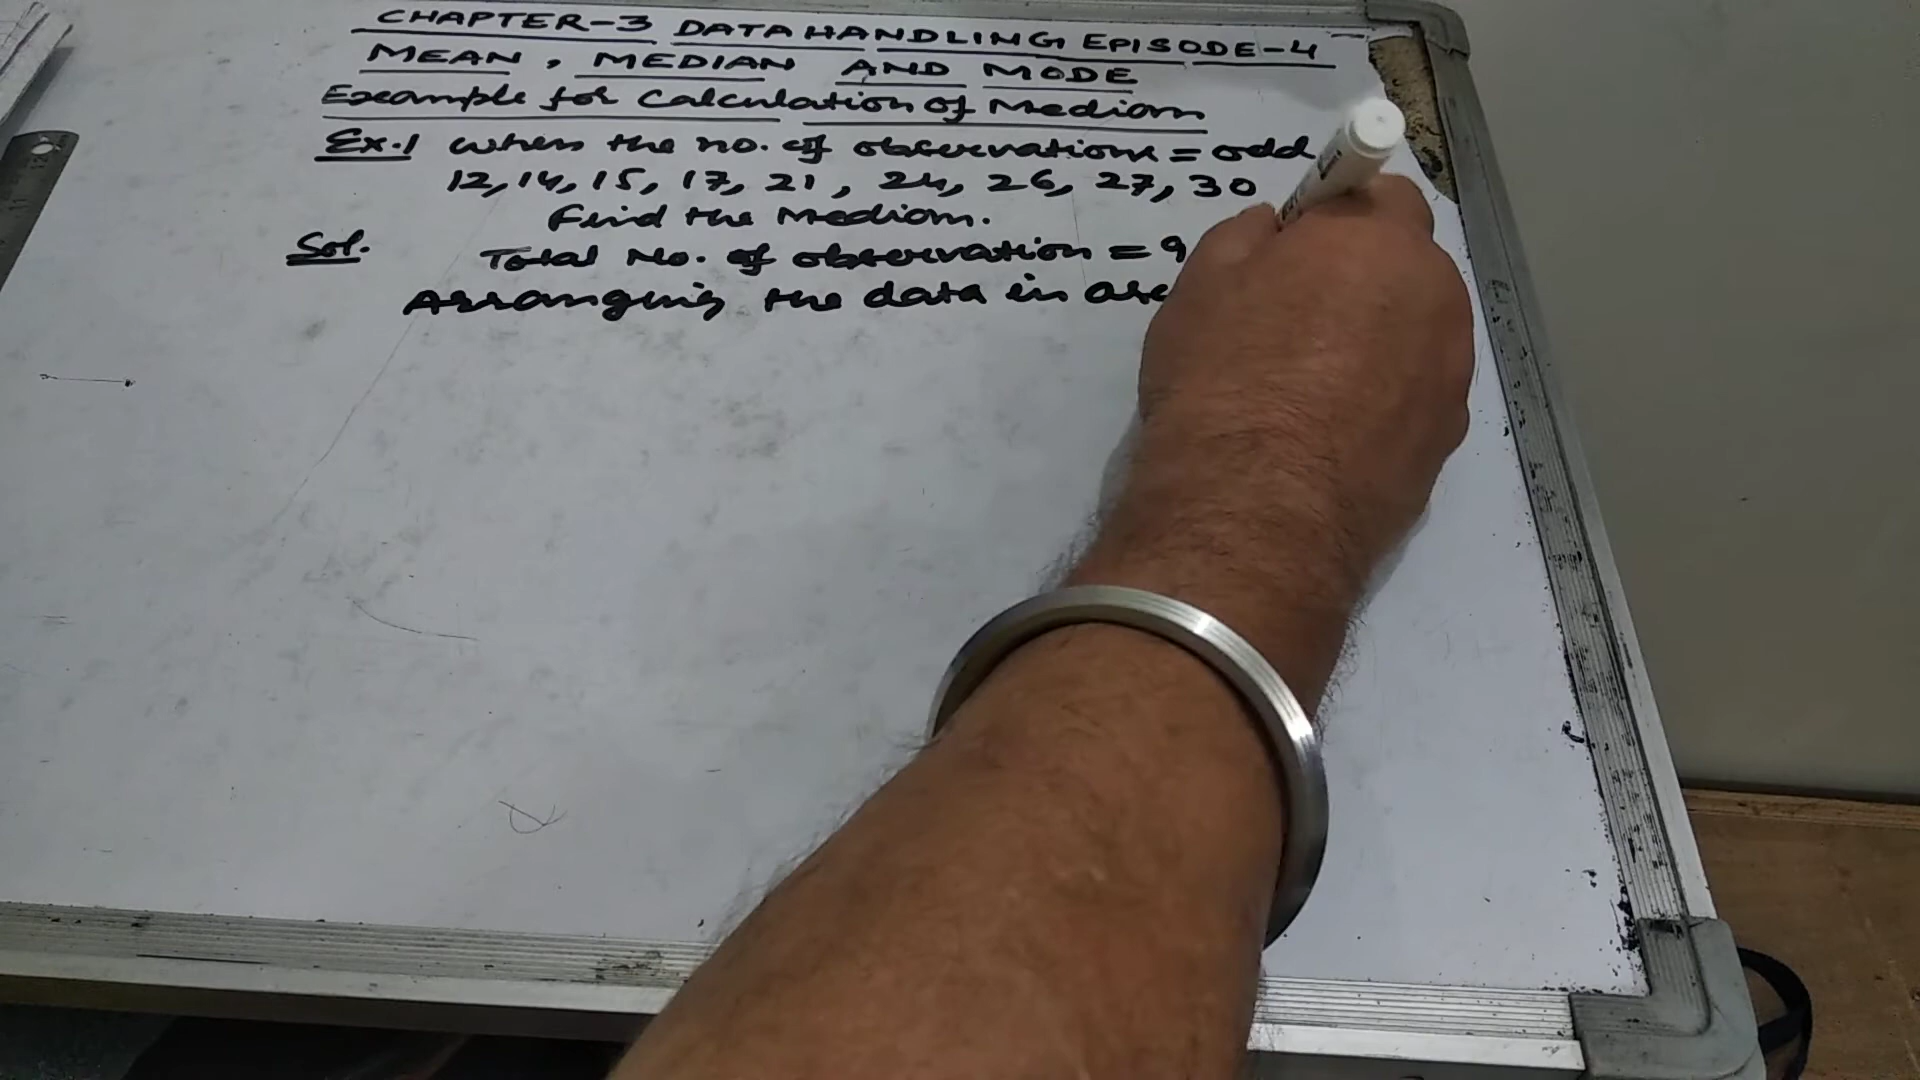 CHAPTER-3 DATA HANDLING EPISODE-4
MEAN, MEDIAN AND MODE
Example for Calculation of Median
Ex.1 when the no. of observations = odd
12, 14, 15, 17, 21, 24, 26, 27, 30
Find the Median.
Sol. Total No. of observation = 9
Arranging the data in asc